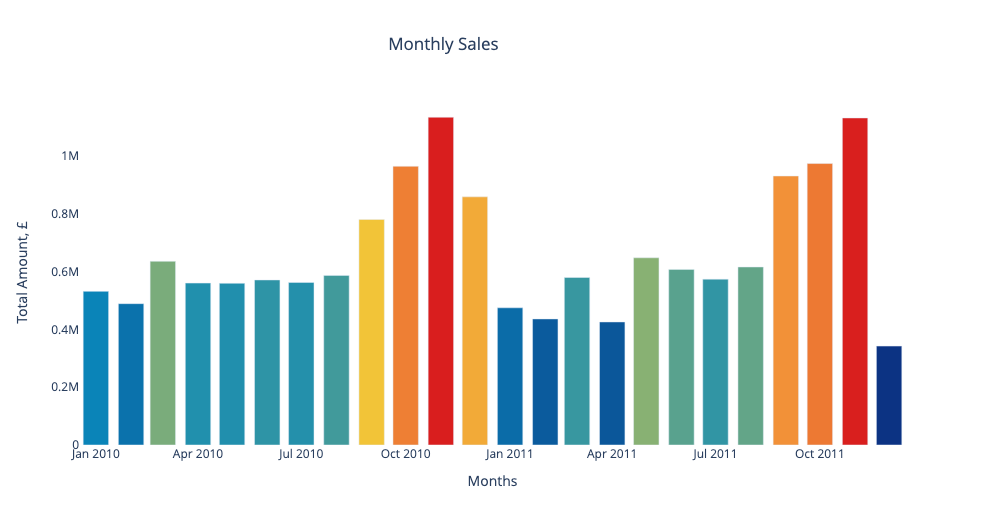 Monthly Sales
1M
0.8M
0.6M
0.4M
0.2M
0
Total Amount, £
Jan 2010 Apr 2010 Jul 2010 Oct 2010 Jan 2011 Apr 2011 Jul 2011 Oct 2011
Months